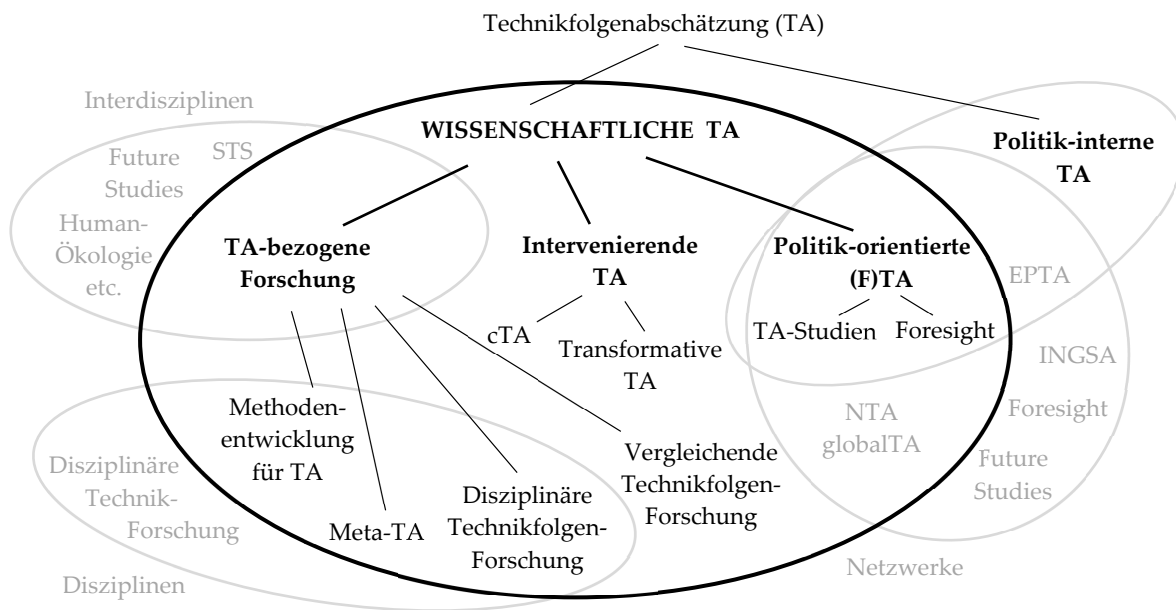 Technikfolgenabschätzung (TA)
Interdisziplinen
WISSENSCHAFTLICHE TA
Politik-interne
TA
STS
Future
Studies
Human-
Ökologie
etc.
TA-bezogene
Forschung
Intervenierende
TA
Politik-orientierte
(F)TA
EPTA
cTA
Transformative
TA
TA-Studien
Foresight
INGSA
Methoden-
entwicklung
für TA
NTA
globalTA
Foresight
Vergleichende
Technikfolgen-
Forschung
Future
Studies
Disziplinäre
Technik-
Forschung
Meta-TA
Disziplinäre
Technikfolgen-
Forschung
Netzwerke
Disziplinen